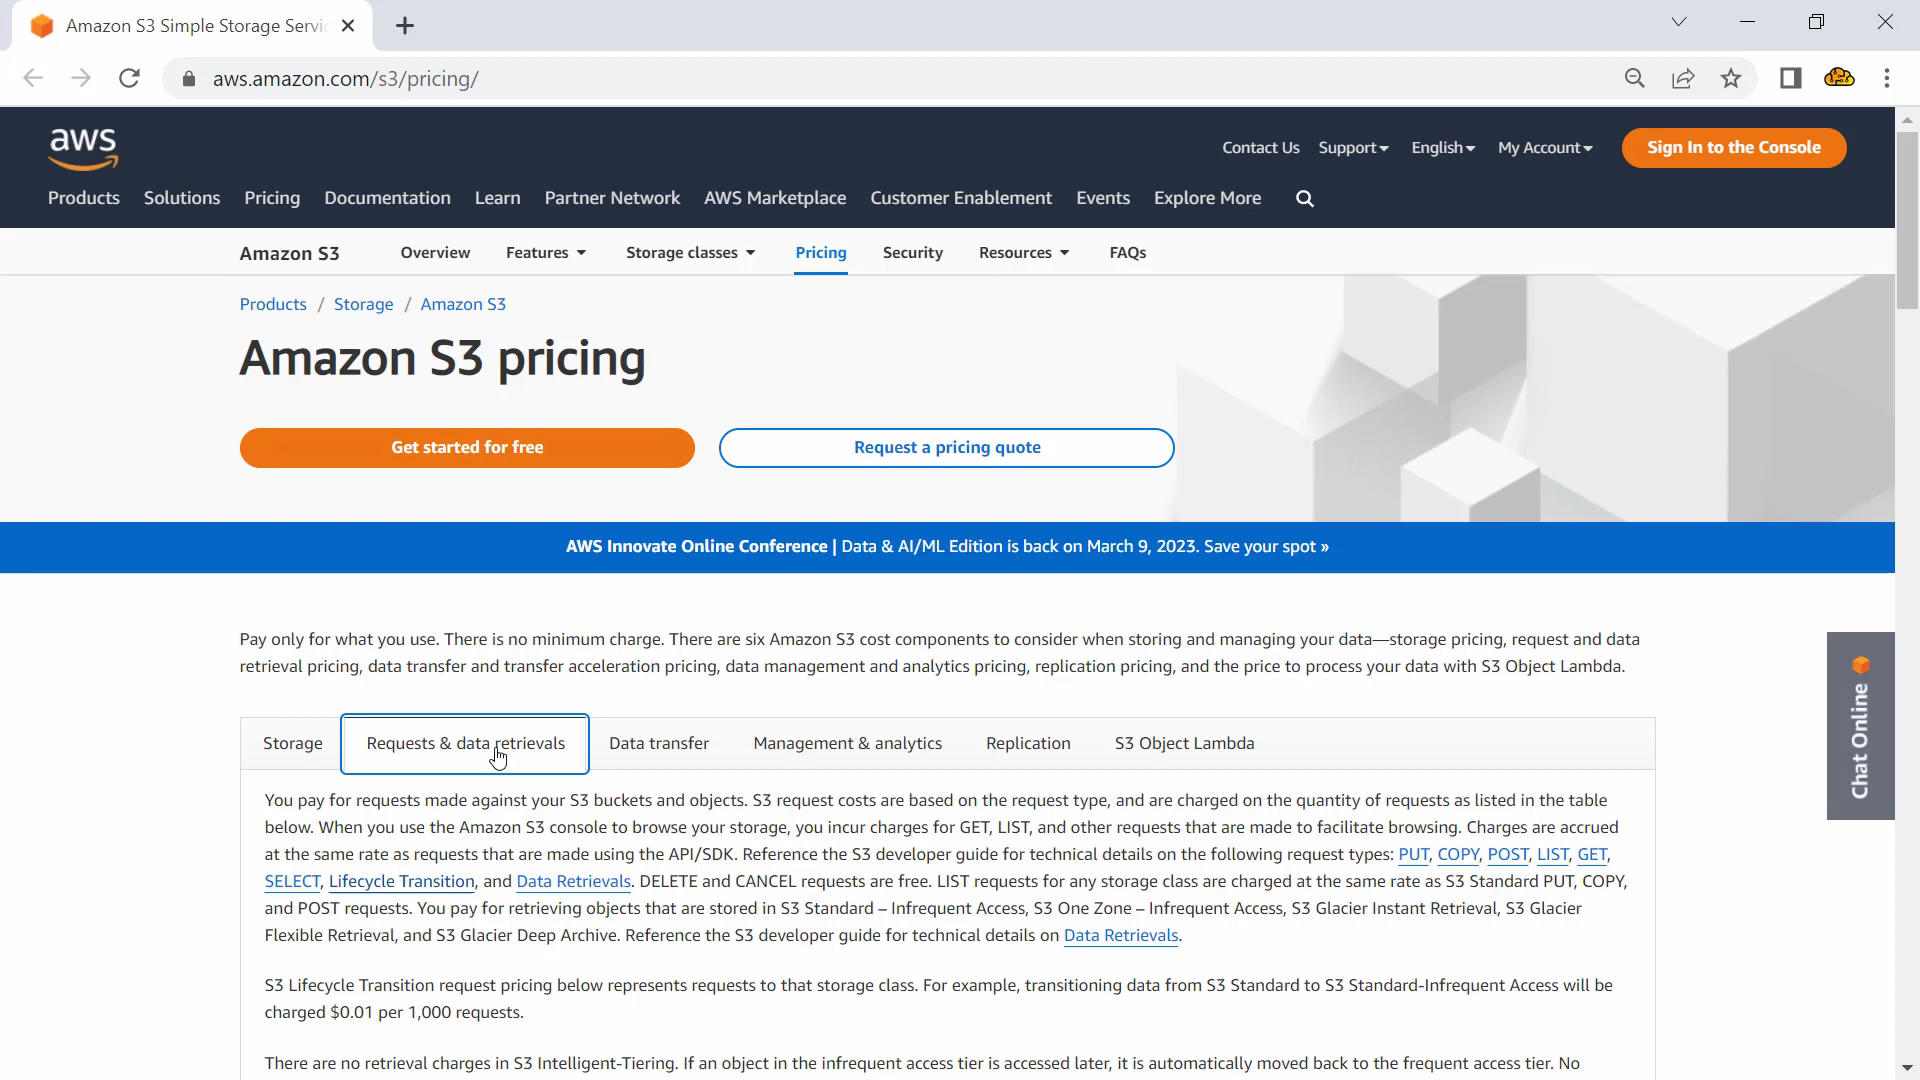 Amazon S3 Simple Storage Servi
aws.amazon.com/s3/pricing/
aws
Contact Us Support English My Account Sign In to the Console
Products Solutions Pricing Documentation Learn Partner Network AWS Marketplace Customer Enablement Events Explore More
Amazon S3 Overview Features Storage classes Pricing Security Resources FAQs
Products / Storage / Amazon S3
Amazon S3 pricing
Get started for free Request a pricing quote
AWS Innovate Online Conference | Data & AI/ML Edition is back on March 9, 2023. Save your spot »
Pay only for what you use. There is no minimum charge. There are six Amazon S3 cost components to consider when storing and managing your data—storage pricing, request and data
retrieval pricing, data transfer and transfer acceleration pricing, data management and analytics pricing, replication pricing, and the price to process your data with S3 Object Lambda.
Chat Online
Storage Requests & data retrievals Data transfer Management & analytics Replication S3 Object Lambda
You pay for requests made against your S3 buckets and objects. S3 request costs are based on the request type, and are charged on the quantity of requests as listed in the table
below. When you use the Amazon S3 console to browse your storage, you incur charges for GET, LIST, and other requests that are made to facilitate browsing. Charges are accrued
at the same rate as requests that are made using the API/SDK. Reference the S3 developer guide for technical details on the following request types: PUT, COPY, POST, LIST, GET,
SELECT, Lifecycle Transition, and Data Retrievals. DELETE and CANCEL requests are free. LIST requests for any storage class are charged at the same rate as S3 Standard PUT, COPY,
and POST requests. You pay for retrieving objects that are stored in S3 Standard – Infrequent Access, S3 One Zone – Infrequent Access, S3 Glacier Instant Retrieval, S3 Glacier
Flexible Retrieval, and S3 Glacier Deep Archive. Reference the S3 developer guide for technical details on Data Retrievals.
S3 Lifecycle Transition request pricing below represents requests to that storage class. For example, transitioning data from S3 Standard to S3 Standard-Infrequent Access will be
charged $0.01 per 1,000 requests.
There are no retrieval charges in S3 Intelligent-Tiering. If an object in the infrequent access tier is accessed later, it is automatically moved back to the frequent access tier. No